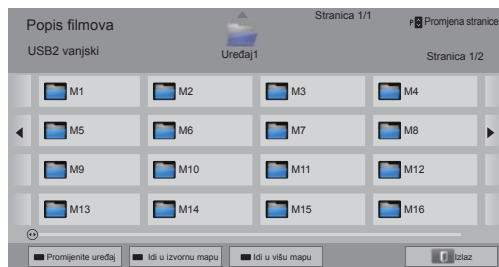 Popis filmova
Stranica 1/1
P Promjena stranice
USB2 vanjski
Uređaj1
Stranica 1/2
M1
M2
M3
M4
M5
M6
M7
M8
M9
M10
M11
M12
M13
M14
M15
M16
Promijenite uređaj
Idi u izvornu mapu
Idi u višu mapu
Izlaz